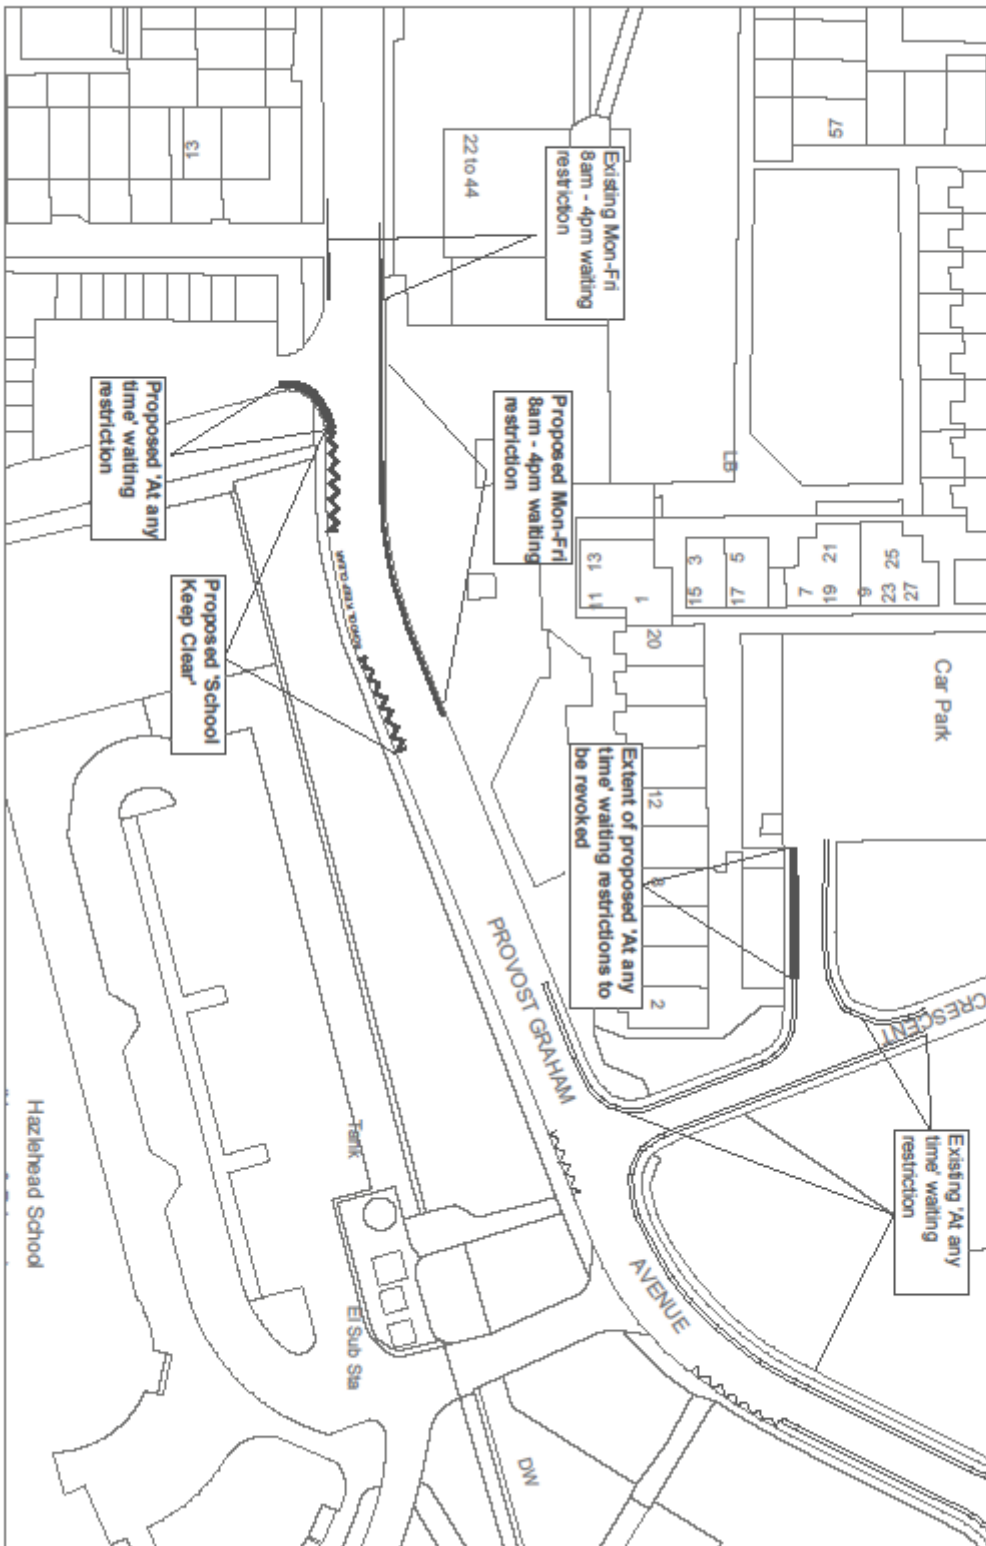 Existing Mon-Fri
8am - 4pm waiting
restriction
22 to 44
13
57
Proposed Mon-Fri
8am - 4pm waiting
restriction
LB
Proposed 'At any
time' waiting
restriction
Proposed 'School
Keep Clear'
SCHOOL KEEP CLEAR
13
11
1
3
15
5
17
21
19
7
25
23
27
9
20
12
8
2
Car Park
Extent of proposed 'At any
time' waiting restrictions to
be revoked
PROVOST GRAHAM
AVENUE
CRESCENT
Existing 'At any
time' waiting
restriction
Tank
El Sub Sta
DW
Hazlehead School